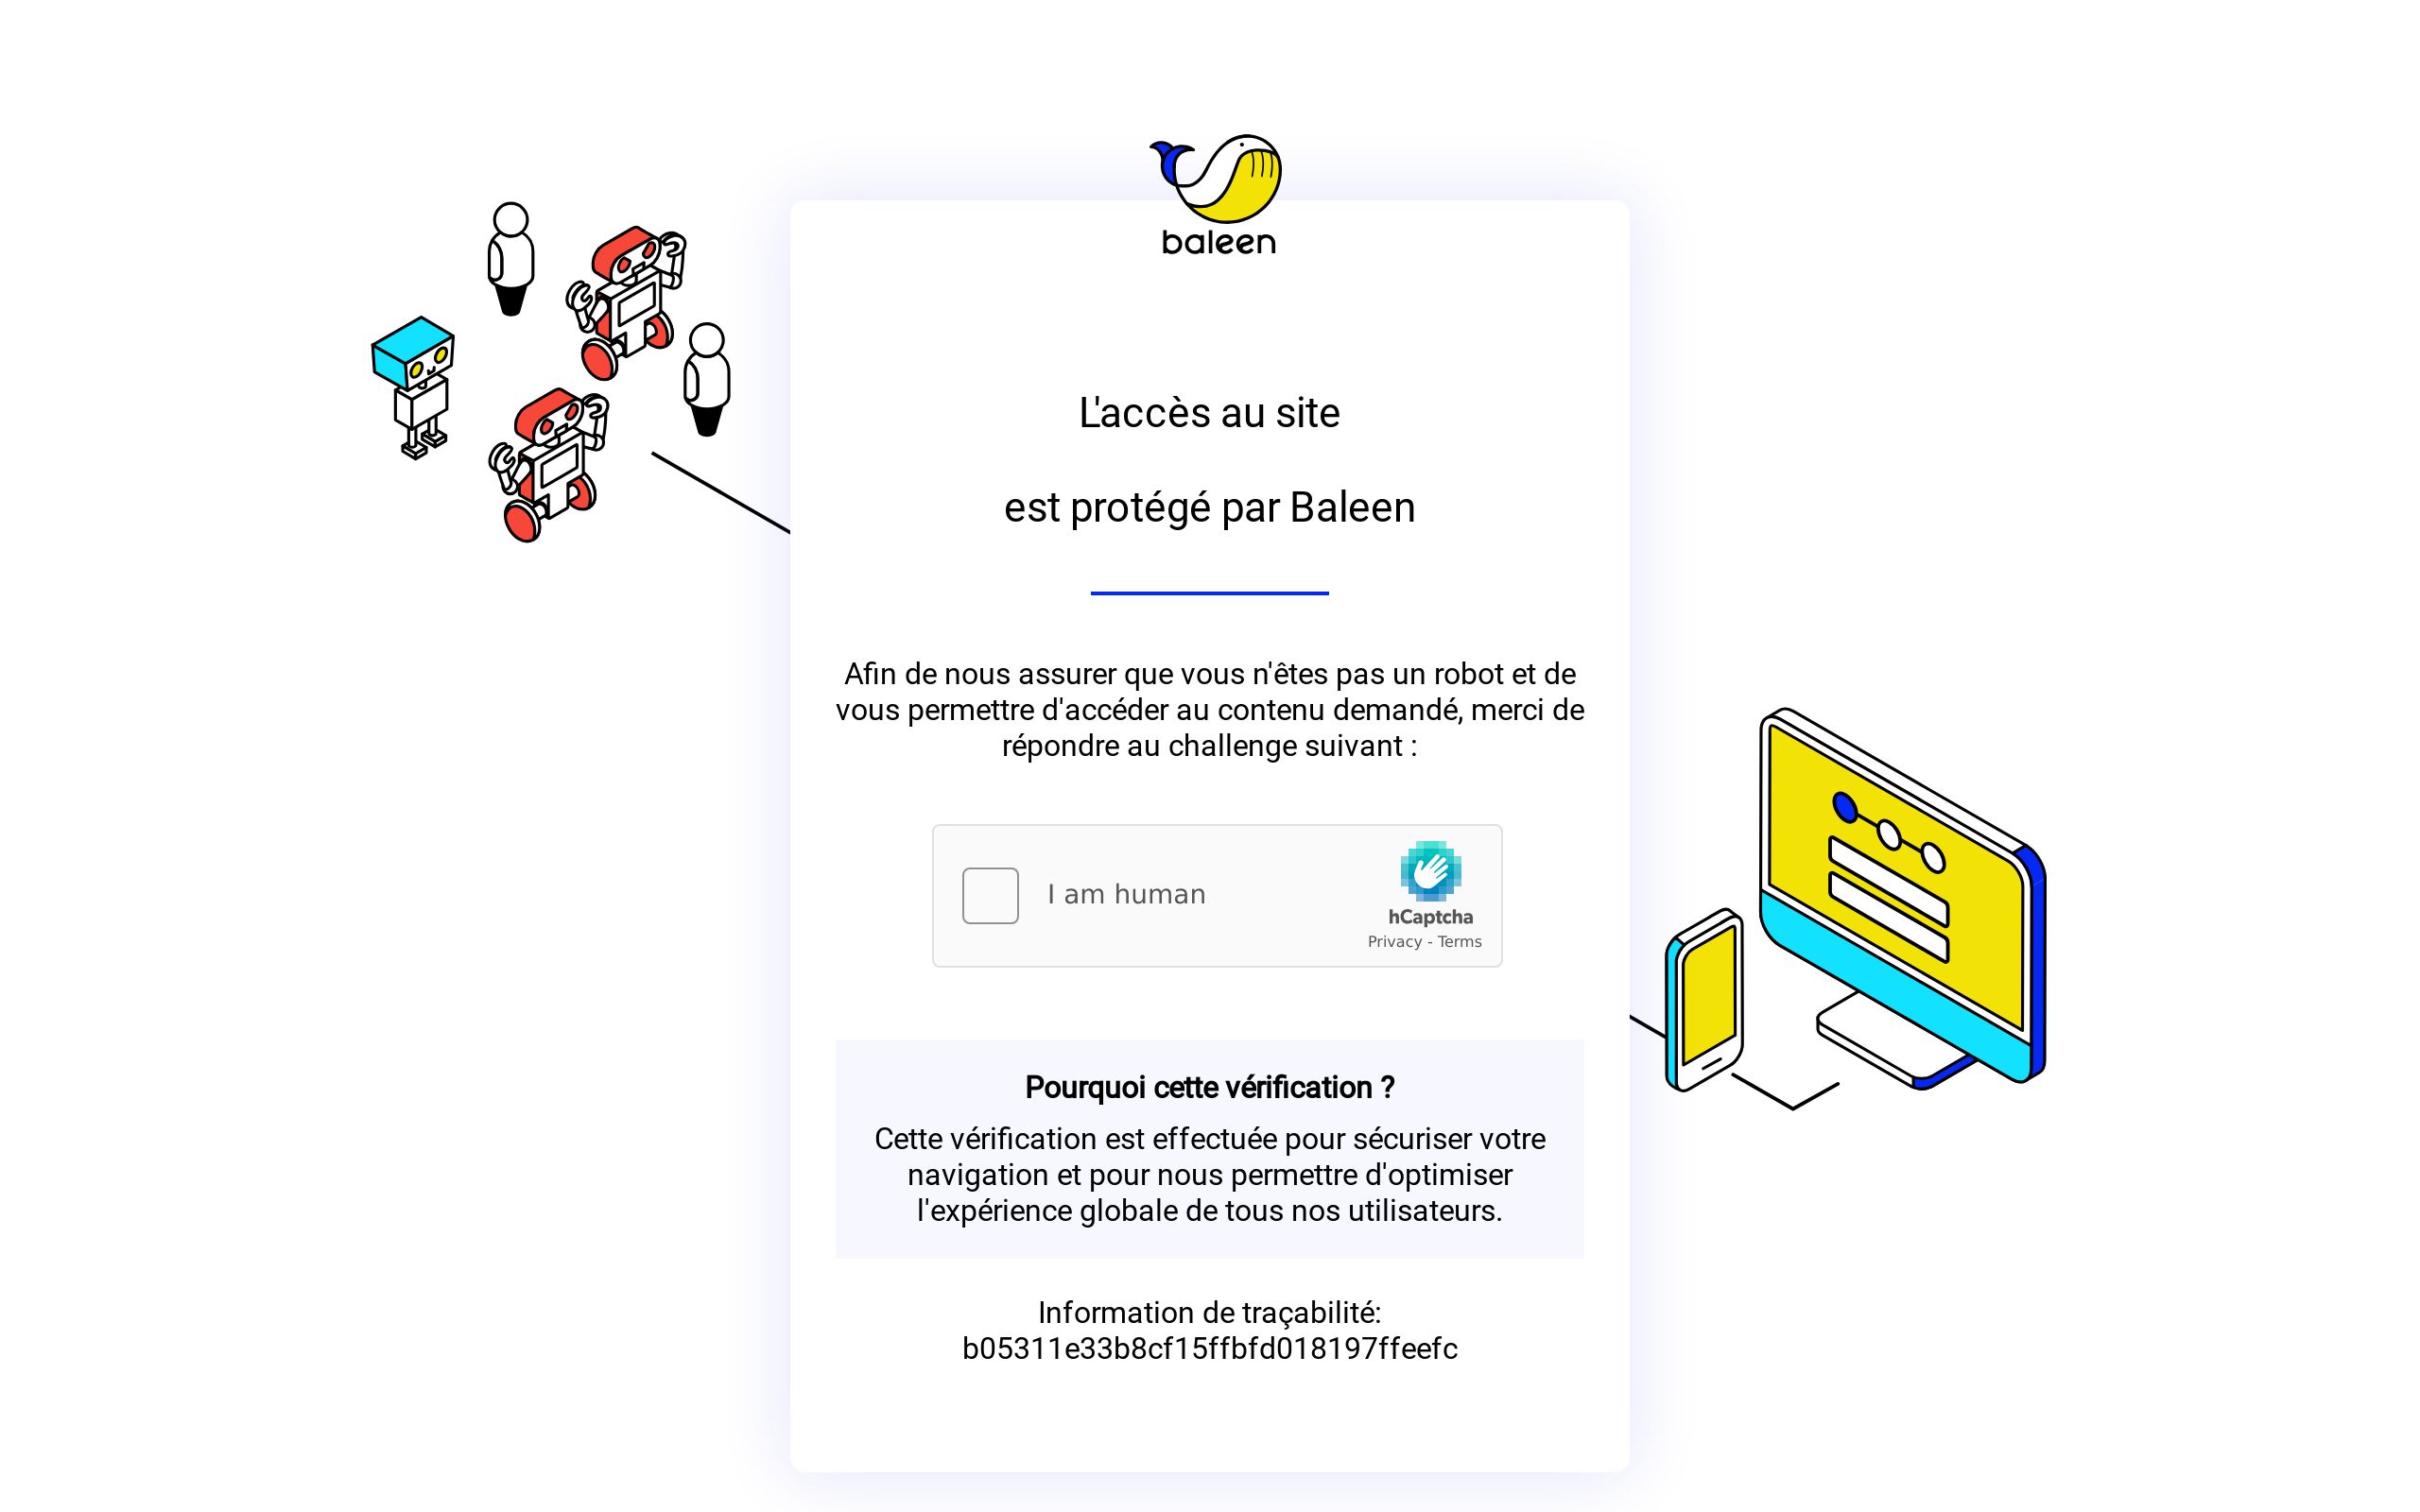 baleen
L'accès au site
est protégé par Baleen
Afin de nous assurer que vous n'êtes pas un robot et de
vous permettre d'accéder au contenu demandé, merci de
répondre au challenge suivant :
I am human
hCaptcha
Privacy - Terms
Pourquoi cette vérification ?
Cette vérification est effectuée pour sécuriser votre
navigation et pour nous permettre d'optimiser
l'expérience globale de tous nos utilisateurs.
Information de traçabilité:
b05311e33b8cf15ffbfd018197ffeefc